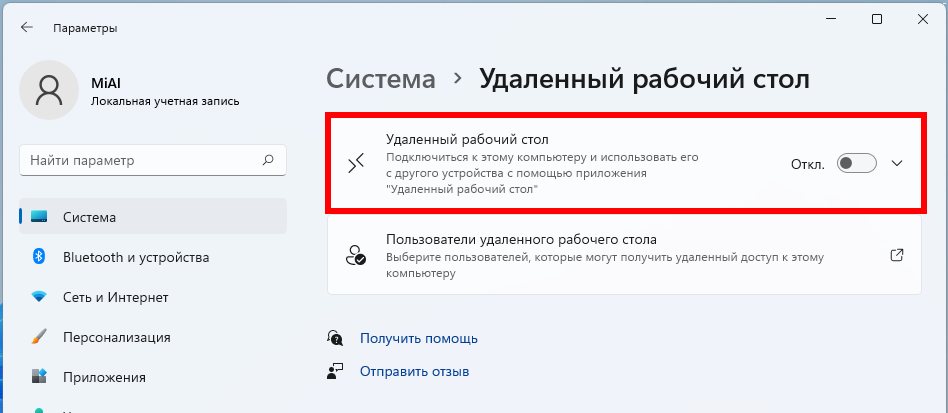 Параметры
MiAI
Локальная учетная запись
Найти параметр
Система
Bluetooth и устройства
Сеть и Интернет
Персонализация
Приложения
Система > Удаленный рабочий стол
Удаленный рабочий стол
Подключиться к этому компьютеру и использовать его
с другого устройства с помощью приложения
"Удаленный рабочий стол"
Откл.
Пользователи удаленного рабочего стола
Выберите пользователей, которые могут получить удаленный доступ к этому
компьютеру
Получить помощь
Отправить отзыв